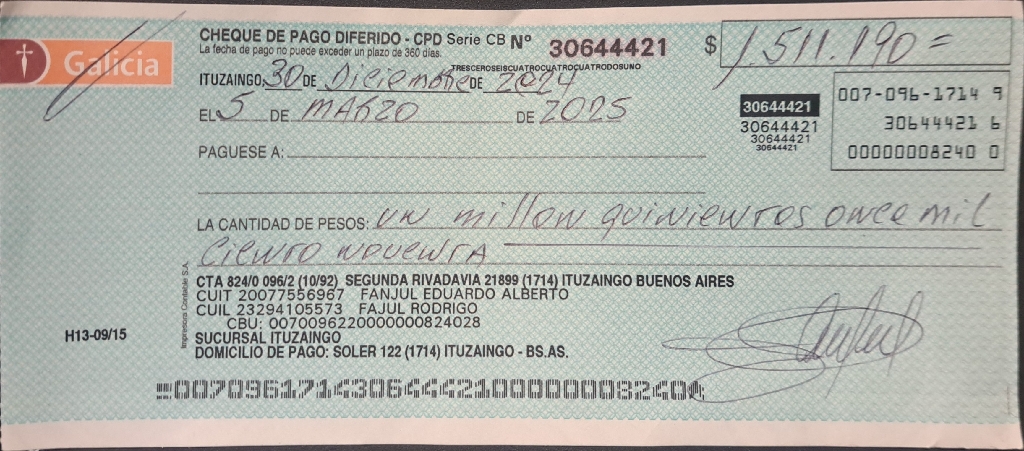 Galicia
CHEQUE DE PAGO DIFERIDO - CPD Serie CB Nº 30644421 $ 1.511.190=
La fecha de pago no puede exceder un plazo de 360 días.
TRESCEROSEISCUATROCUATROCUATRODOSUNO
ITUZAINGO, 30 DE Diciembre DE 2024
EL 5 DE MARZO DE 2025
30644421
30644421
30644421
30644421
007-096-1714 9
30644421 6
00000008240 0
PAGUESE A:
LA CANTIDAD DE PESOS: un millon quinientos once mil
ciento noventa
CTA 824/0 096/2 (10/92) SEGUNDA RIVADAVIA 21899 (1714) ITUZAINGO BUENOS AIRES
CUIT 20077556967 FANJUL EDUARDO ALBERTO
CUIL 23294105573 FAJUL RODRIGO
CBU: 0070096220000000824028
SUCURSAL ITUZAINGO
DOMICILIO DE PAGO: SOLER 122 (1714) ITUZAINGO - BS.AS.
H13-09/15
Impresora Contable S.A.
00709617143064442100000008240